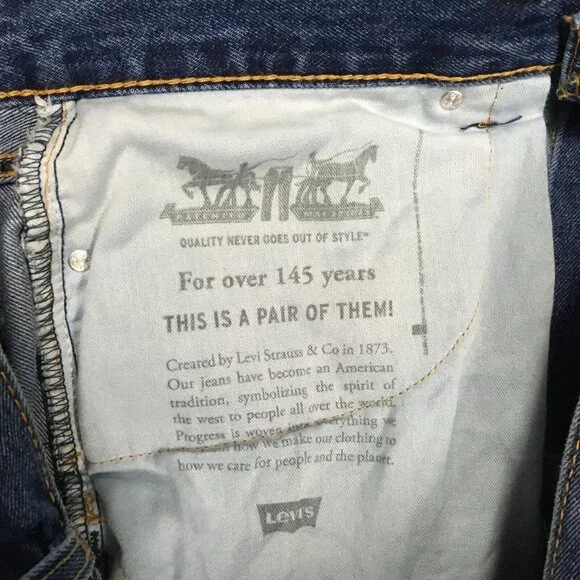 QUALITY NEVER GOES OUT OF STYLE™
For over 145 years
THIS IS A PAIR OF THEM!
Created by Levi Strauss & Co in 1873.
Our jeans have become an American
tradition, symbolizing the spirit of
the west to people all over the world.
Progress is woven into everything we
how we make our clothing to
how we care for people and the planet.
LEVI'S